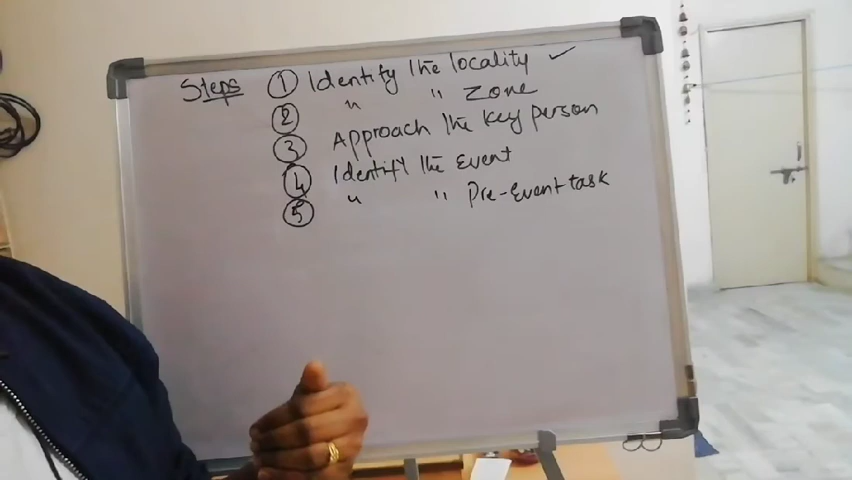 Steps ① Identify the locality ✓
② " " Zone
③ Approach the key person
④ Identify the event
⑤ " " Pre-Event task